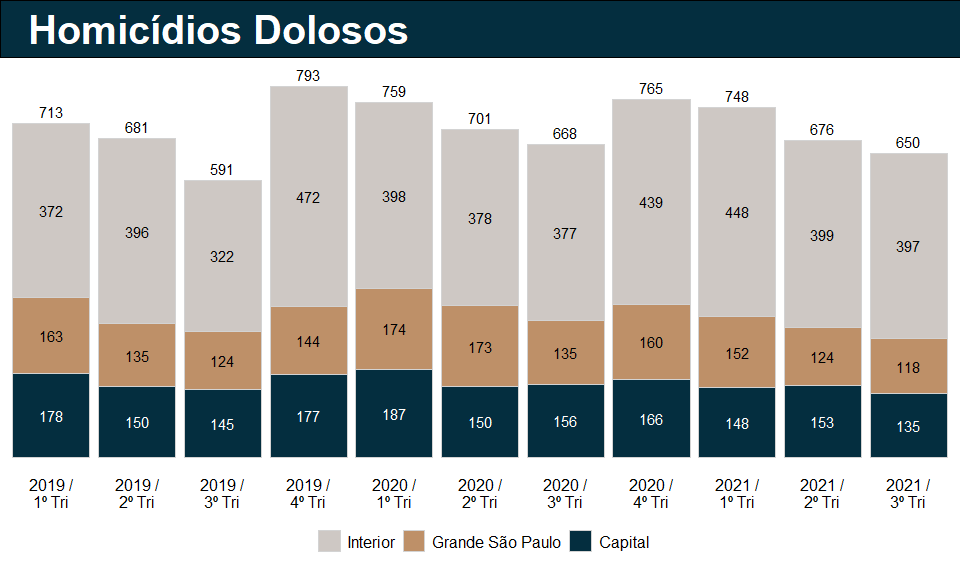 Homicídios Dolosos
713 681 591 793 759 701 668 765 748 676 650
372 396 322 472 398 378 377 439 448 399 397
163 135 124 144 174 173 135 160 152 124 118
178 150 145 177 187 150 156 166 148 153 135
2019 / 2019 / 2019 / 2019 / 2020 / 2020 / 2020 / 2020 / 2021 / 2021 / 2021 /
1º Tri 2º Tri 3º Tri 4º Tri 1º Tri 2º Tri 3º Tri 4º Tri 1º Tri 2º Tri 3º Tri
Interior Grande São Paulo Capital